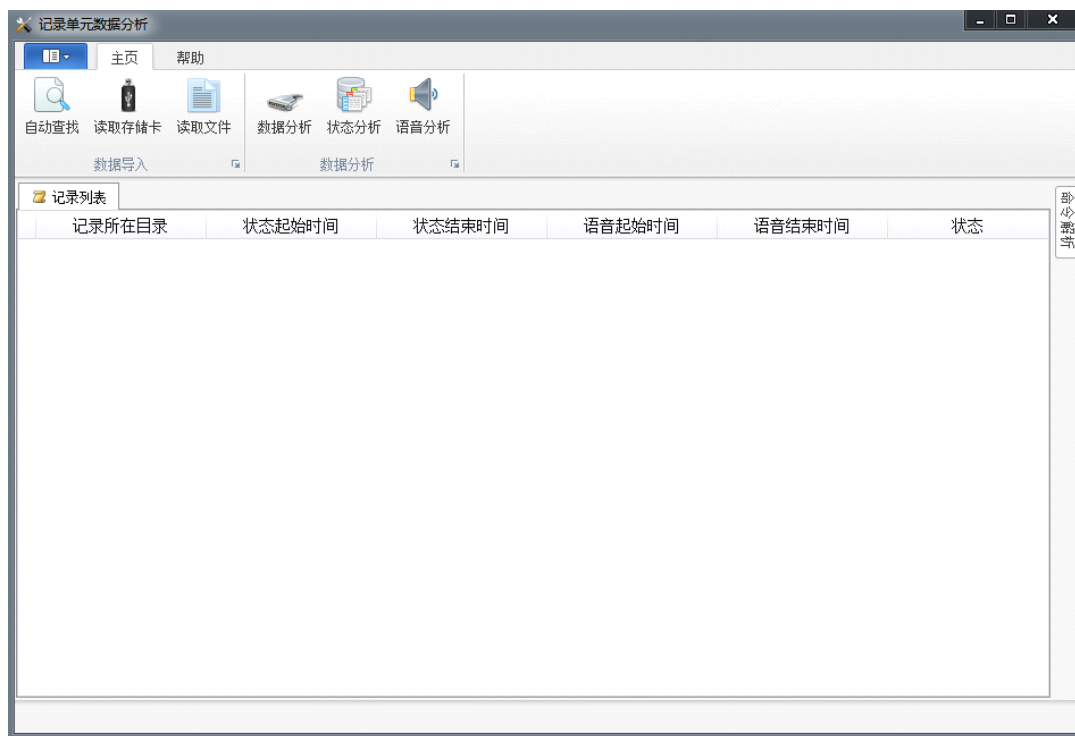 记录单元数据分析
主页 帮助
自动查找 读取存储卡 读取文件 数据分析 状态分析 语音分析
数据导入 数据分析
记录列表
记录所在目录 状态起始时间 状态结束时间 语音起始时间 语音结束时间 状态
命令解析